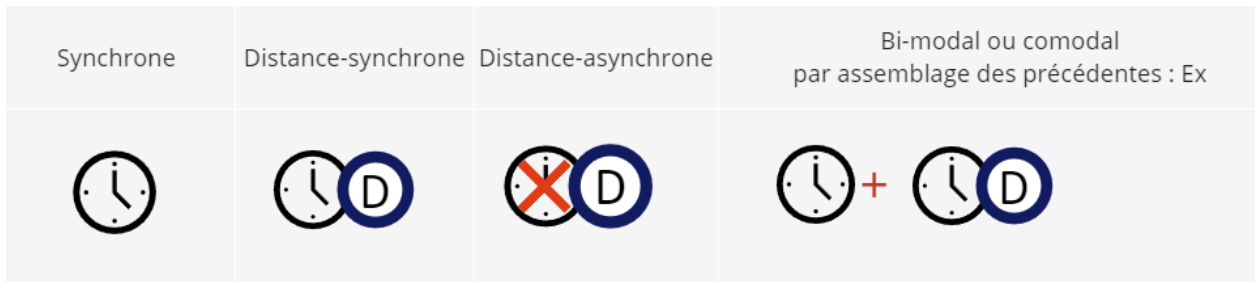 Synchrone
Distance-synchrone
Distance-asynchrone
Bi-modal ou comodal
par assemblage des précédentes : Ex
D
D
+
D